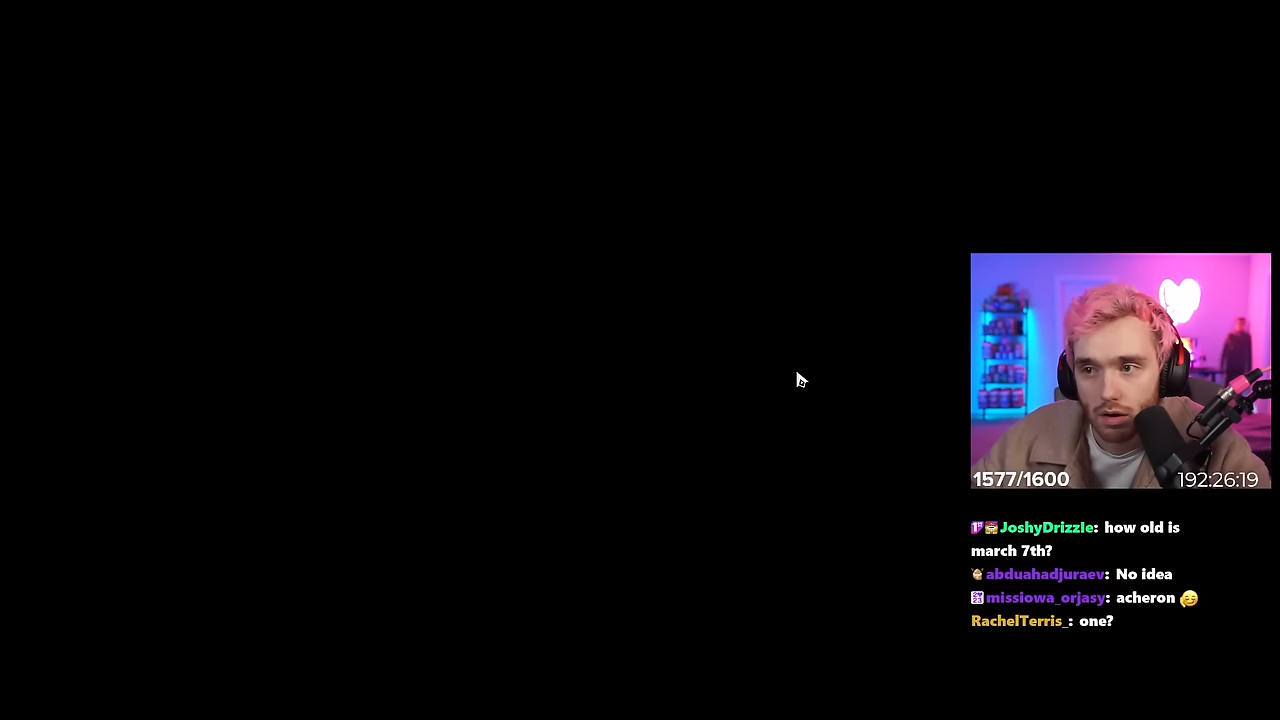 1577/1600 192:26:19
JoshyDrizzle: how old is
march 7th?
abduahadjuraev: No idea
missiowa_orjasy: acheron
RachelTerris_: one?